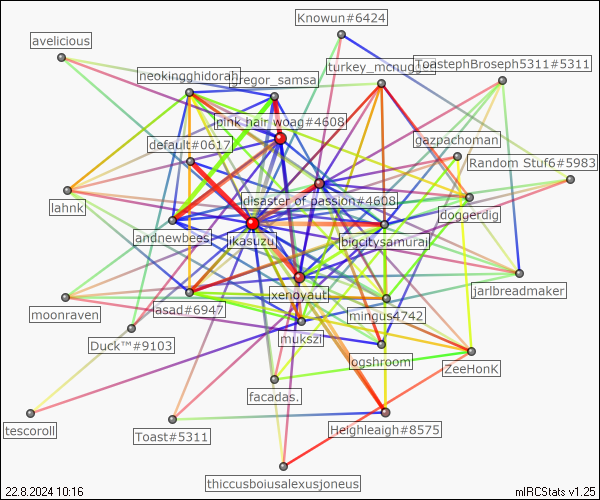 Knowun#6424
avelicious
turkey_mcnugget
ToastephBroseph5311#5311
neokingghidorah
gregor_samsa
pink hair woag#4608
default#0617
gazpachoman
Random Stuf6#5983
lahnk
disaster of passion#4608
doggerdig
andnewbees
ikasuzu
bigcitysamurai
xenoyaut
jarlbreadmaker
moonraven
asad#6947
mingus4742
mukszi
Duck™#9103
logshroom
ZeeHonK
facadas.
tescoroll
Toast#5311
Heighleaigh#8575
thiccusboiusalexusjoneus
22.8.2024 10:16
mIRCStats v1.25